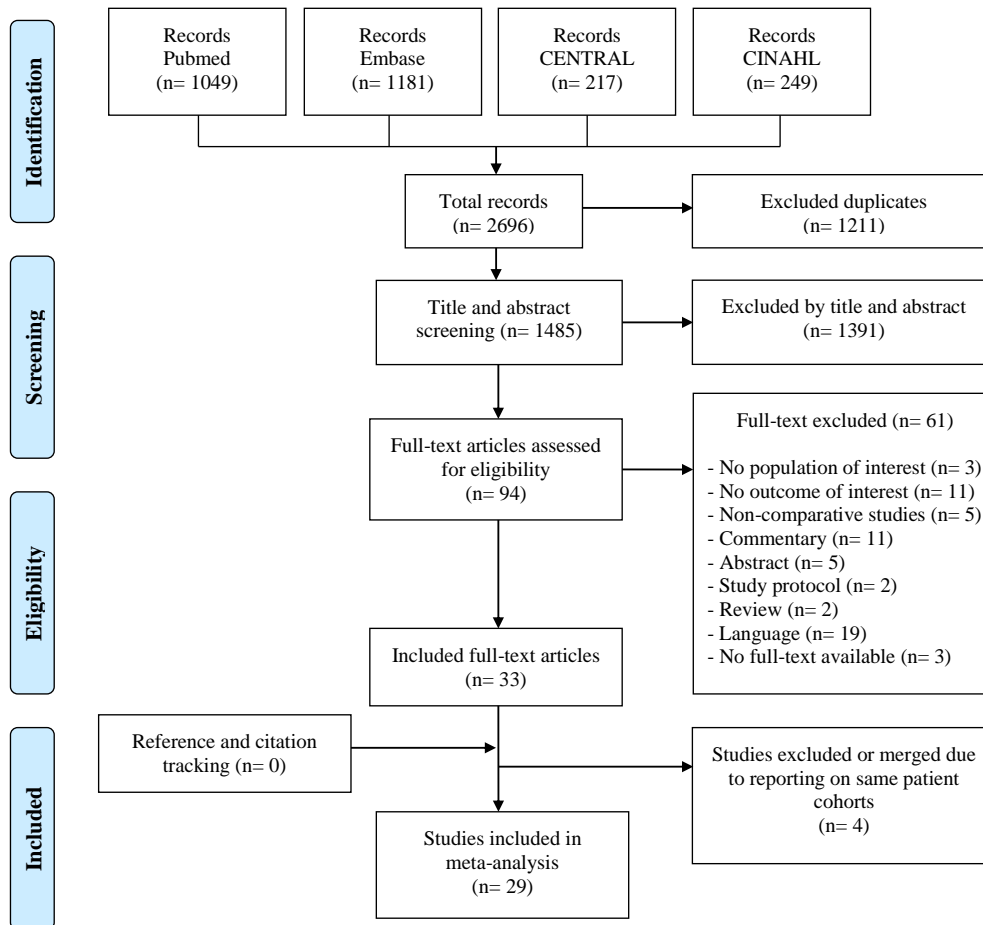 Identification
Records
Pubmed
(n= 1049)
Records
Embase
(n= 1181)
Records
CENTRAL
(n= 217)
Records
CINAHL
(n= 249)
Total records
(n= 2696)
Excluded duplicates
(n= 1211)
Screening
Title and abstract
screening (n= 1485)
Excluded by title and abstract
(n= 1391)
Full-text articles assessed
for eligibility
(n= 94)
Full-text excluded (n= 61)
- No population of interest (n= 3)
- No outcome of interest (n= 11)
- Non-comparative studies (n= 5)
- Commentary (n= 11)
- Abstract (n= 5)
- Study protocol (n= 2)
- Review (n= 2)
- Language (n= 19)
- No full-text available (n= 3)
Eligibility
Included full-text articles
(n= 33)
Included
Reference and citation
tracking (n= 0)
Studies excluded or merged due
to reporting on same patient
cohorts
(n= 4)
Studies included in
meta-analysis
(n= 29)